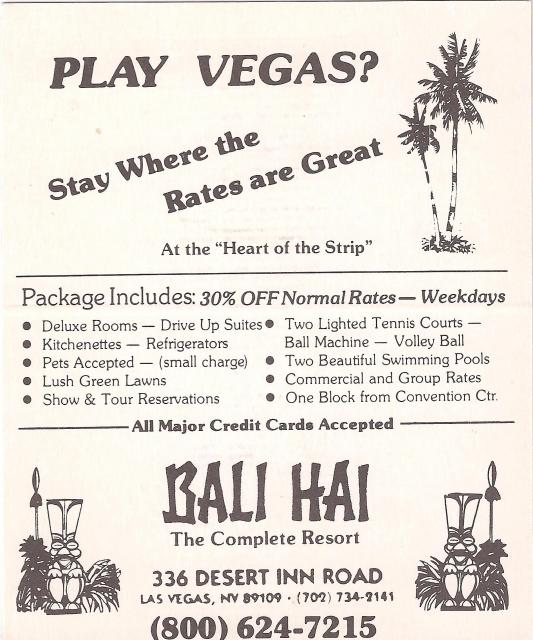 PLAY VEGAS?
Stay Where the
Rates are Great
At the "Heart of the Strip"
Package Includes: 30% OFF Normal Rates — Weekdays
● Deluxe Rooms — Drive Up Suites
● Kitchenettes — Refrigerators
● Pets Accepted — (small charge)
● Lush Green Lawns
● Show & Tour Reservations
● Two Lighted Tennis Courts —
Ball Machine — Volley Ball
● Two Beautiful Swimming Pools
● Commercial and Group Rates
● One Block from Convention Ctr.
All Major Credit Cards Accepted
BALI HAI
The Complete Resort
336 DESERT INN ROAD
LAS VEGAS, NV 89109 · (702) 734-2141
(800) 624-7215